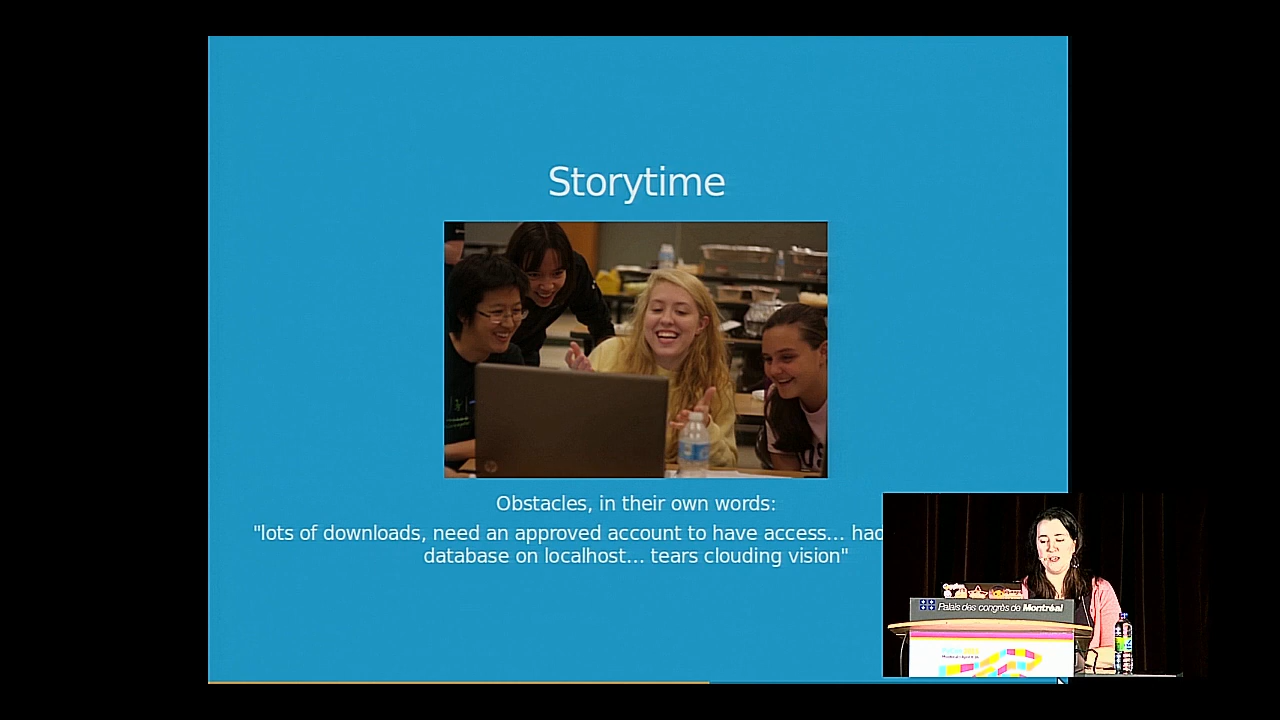 Storytime
Obstacles, in their own words:
"lots of downloads, need an approved account to have access... had
database on localhost... tears clouding vision"
Palais des congrès de Montréal